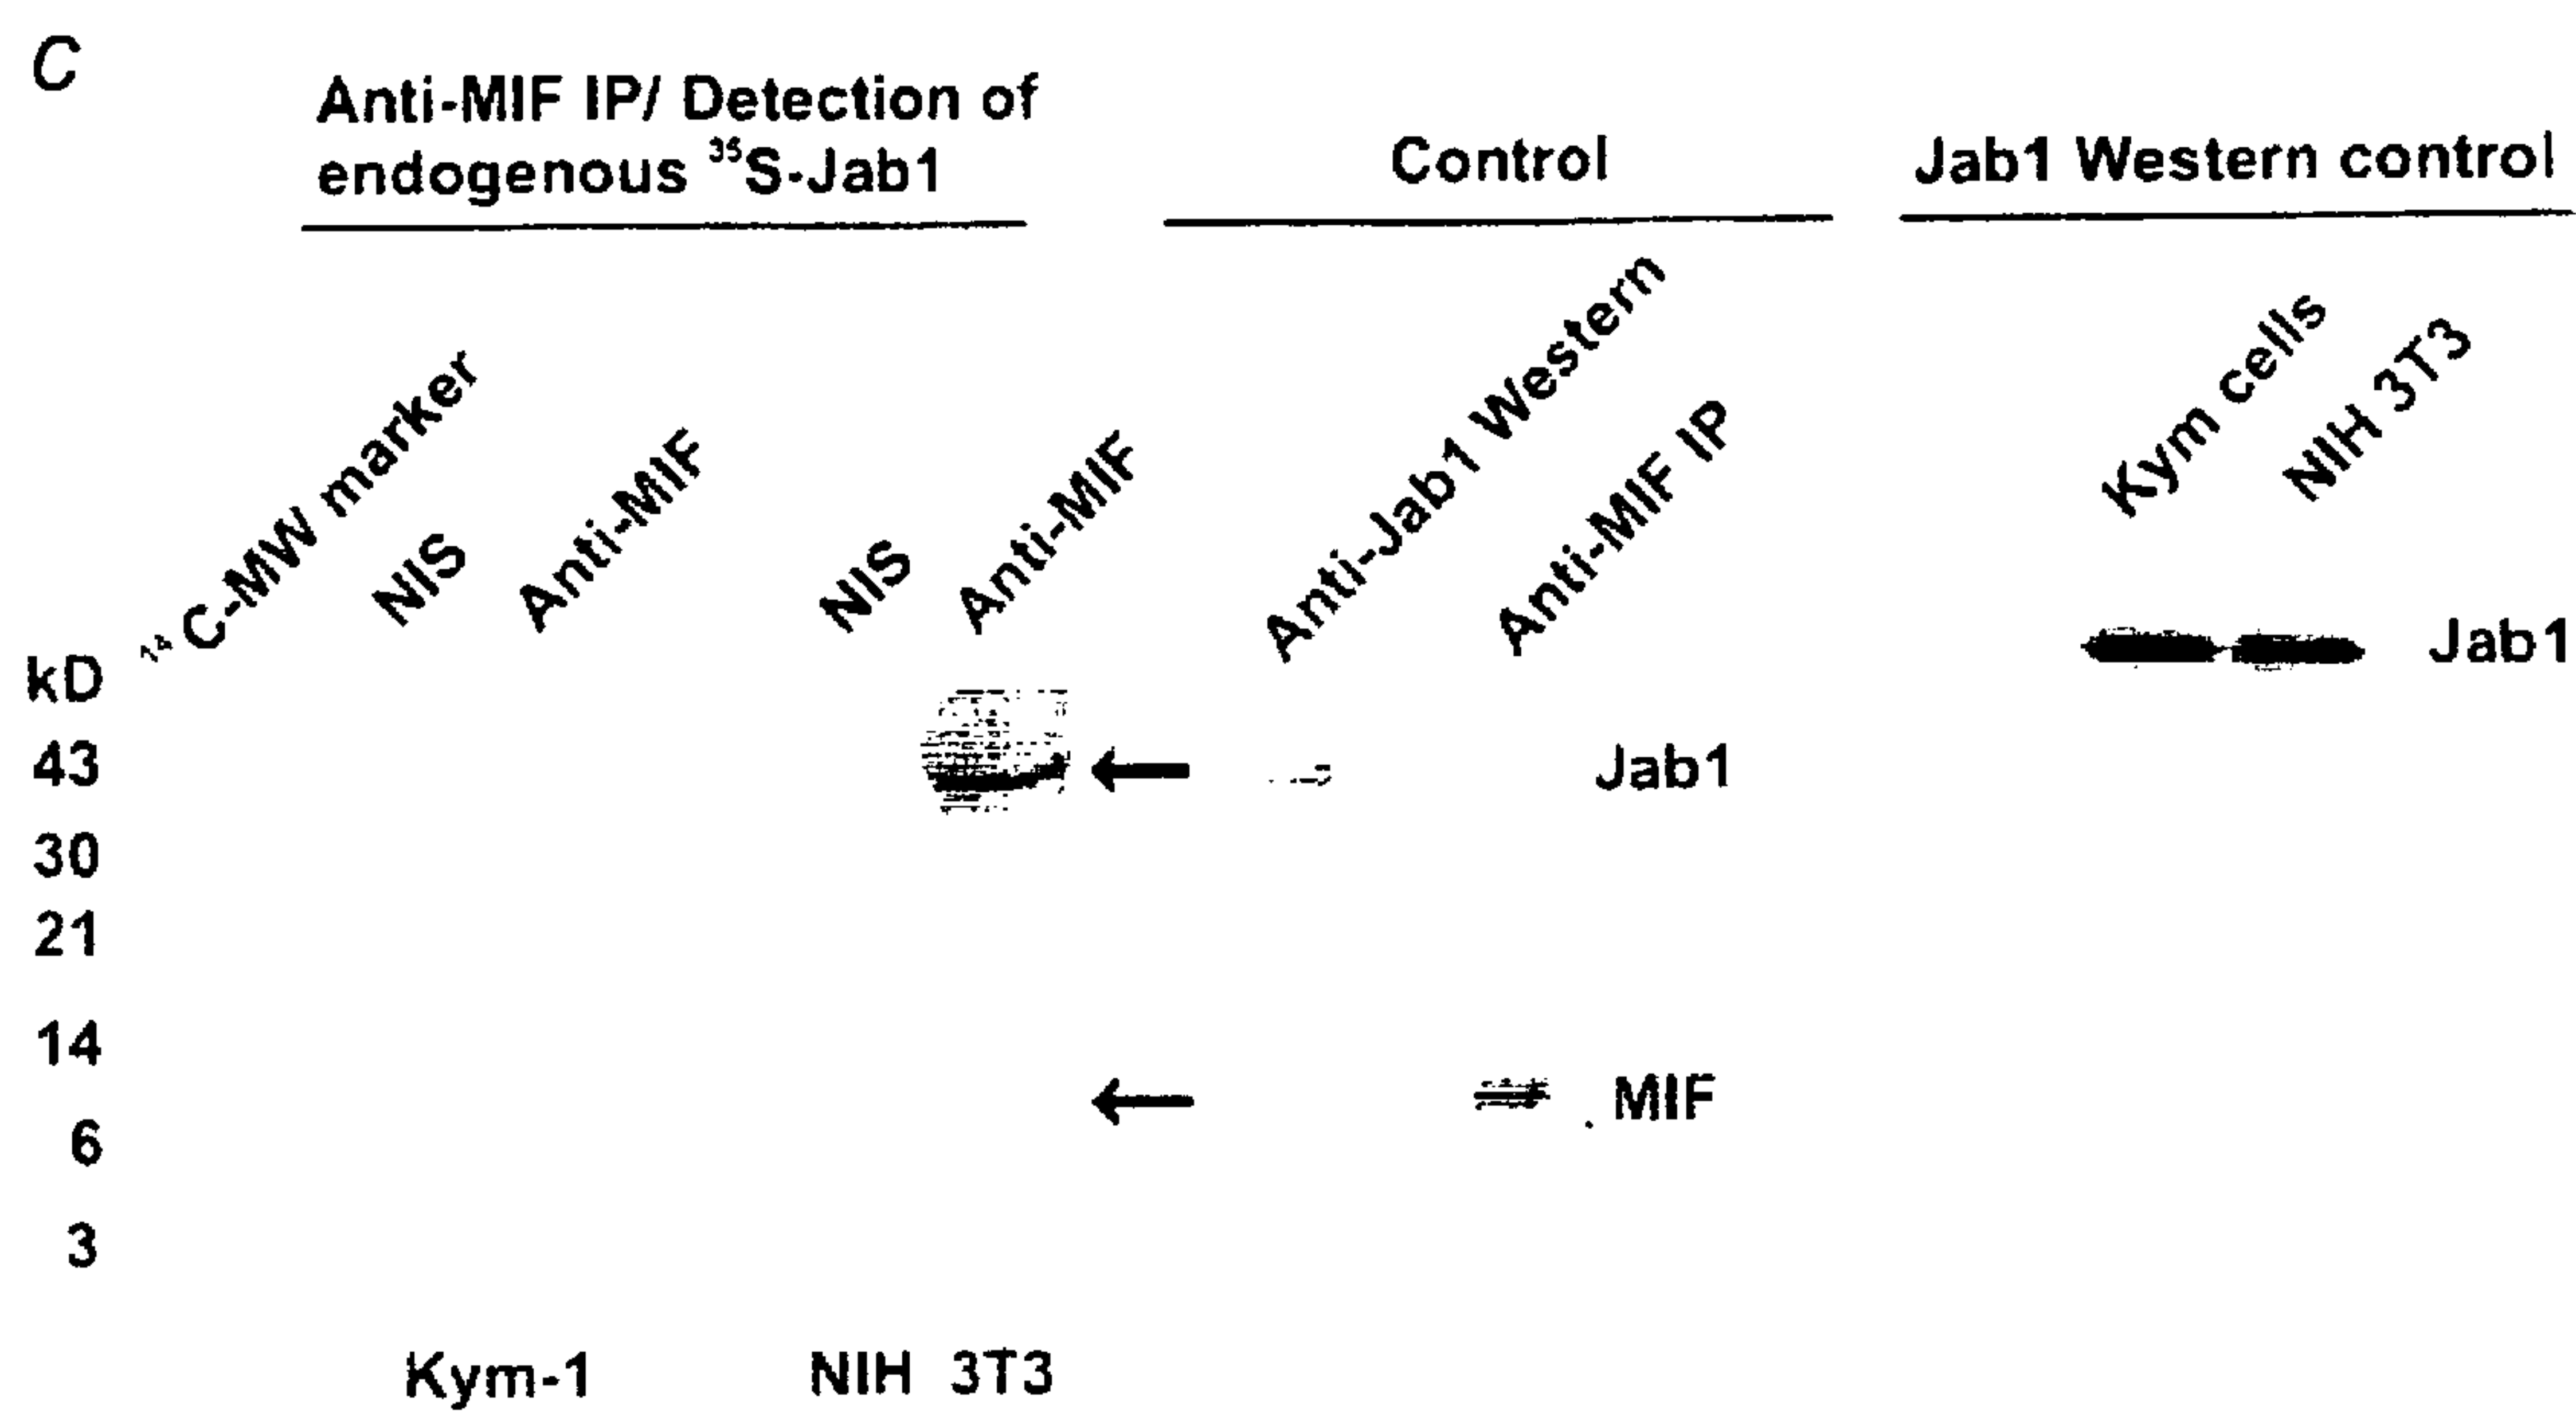 C
Anti-MIF IP/ Detection of
endogenous ³⁵S-Jab1
Control
Jab1 Western control
¹⁴C-MW marker
NIS
Anti-MIF
NIS
Anti-MIF
Anti-Jab1 Western
Anti-MIF IP
Kym cells
NIH 3T3
Jab1
kD
43
Jab1
30
21
14
MIF
6
3
Kym-1
NIH 3T3